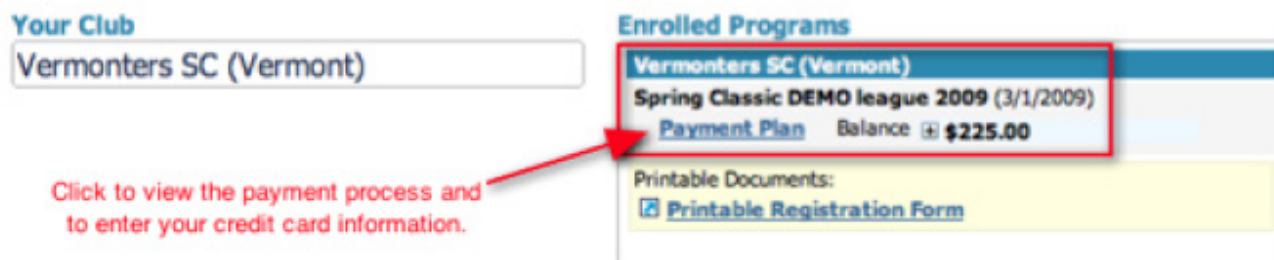 Your Club
Vermonters SC (Vermont)
Click to view the payment process and
to enter your credit card information.
Enrolled Programs
Vermonters SC (Vermont)
Spring Classic DEMO league 2009 (3/1/2009)
Payment Plan Balance $225.00
Printable Documents:
Printable Registration Form